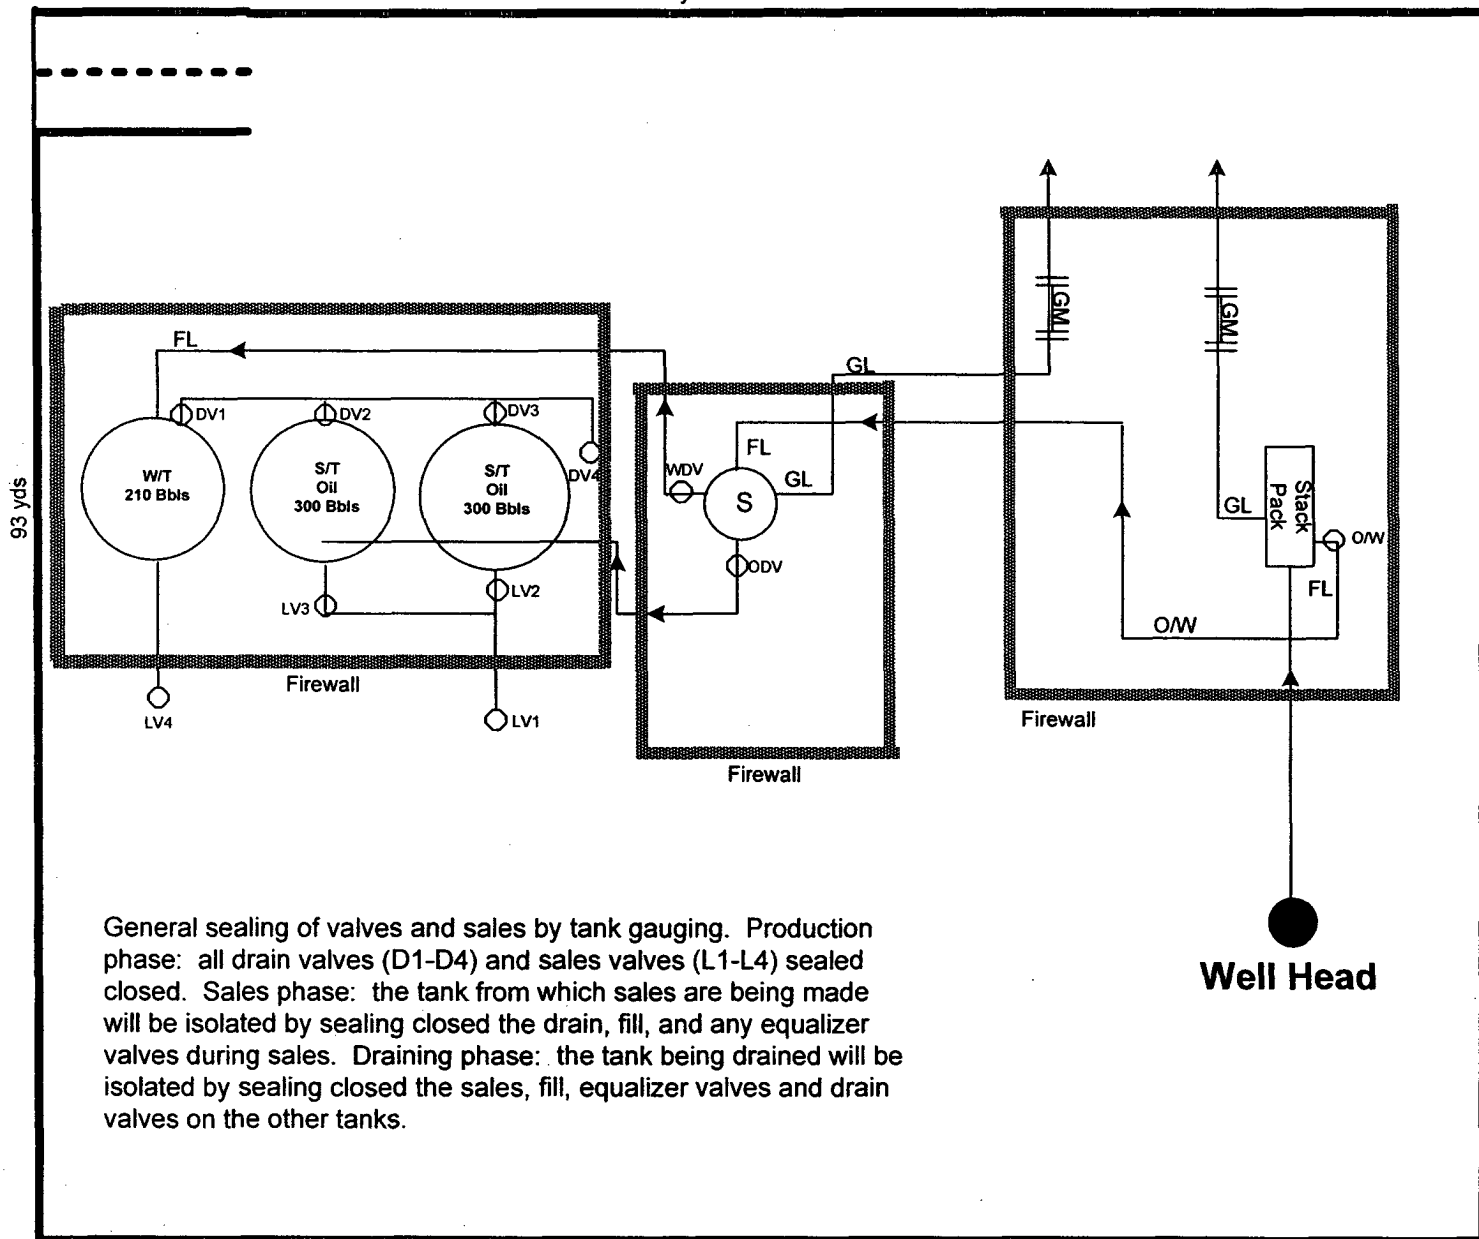 93 yds
FL
DV1
DV2
DV3
DV4
W/T
210 Bbls
S/T
Oil
300 Bbls
S/T
Oil
300 Bbls
LV3
LV2
LV4
LV1
Firewall
WDV
FL
GL
GL
S
ODV
Firewall
GM
GM
GL
Stack
Pack
O/W
FL
O/W
Firewall
Well Head
General sealing of valves and sales by tank gauging. Production
phase: all drain valves (D1-D4) and sales valves (L1-L4) sealed
closed. Sales phase: the tank from which sales are being made
will be isolated by sealing closed the drain, fill, and any equalizer
valves during sales. Draining phase: the tank being drained will be
isolated by sealing closed the sales, fill, equalizer valves and drain
valves on the other tanks.